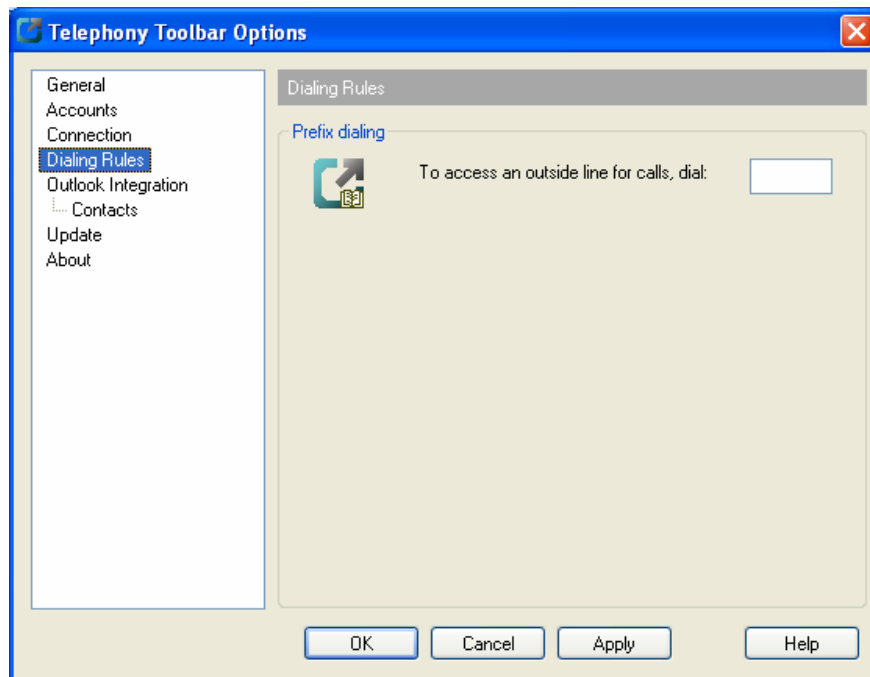 Telephony Toolbar Options
General
Accounts
Connection
Dialing Rules
Outlook Integration
Contacts
Update
About
Dialing Rules
Prefix dialing
To access an outside line for calls, dial:
OK Cancel Apply Help